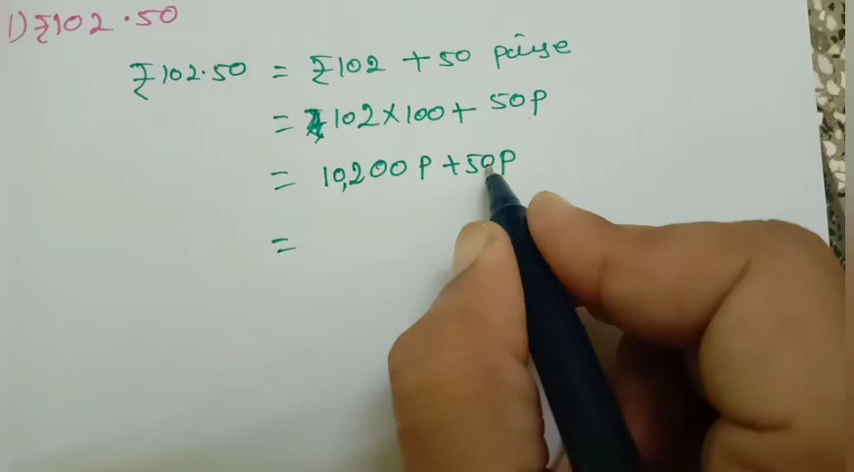 1) ₹102.50
₹102.50 = ₹102 + 50 paise
= 102×100 + 50P
= 10,200 P + 50P
=